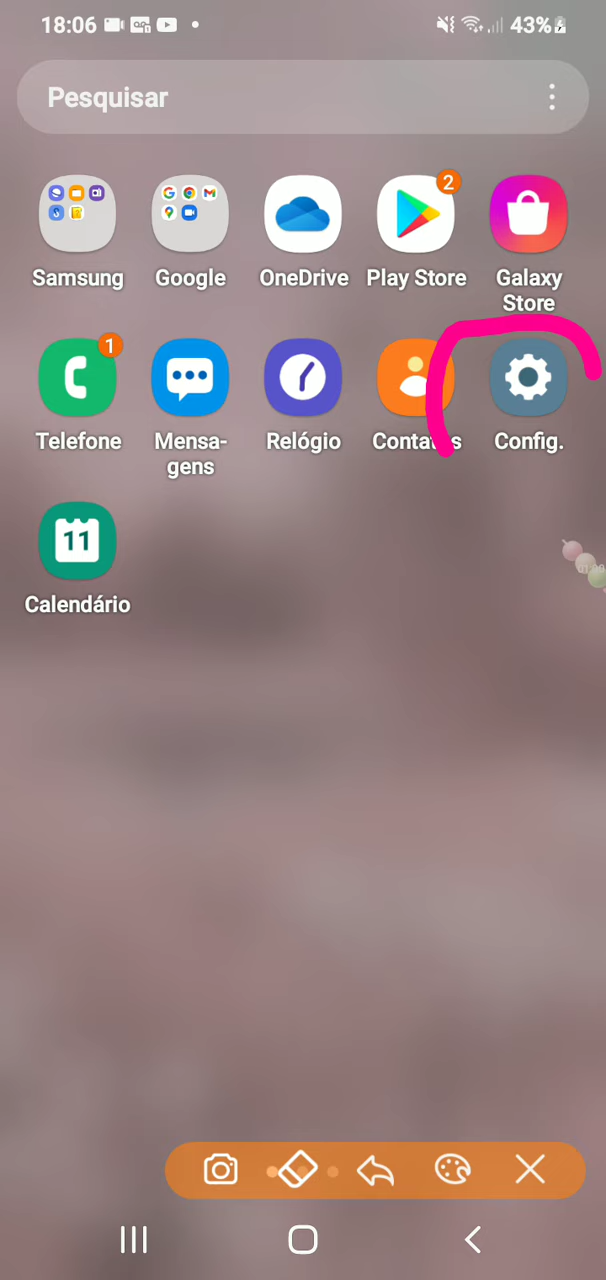 18:06 43%
Pesquisar
2
Samsung Google OneDrive Play Store Galaxy
Store
1
Telefone Mensa- Relógio Contatos Config.
gens
11
Calendário